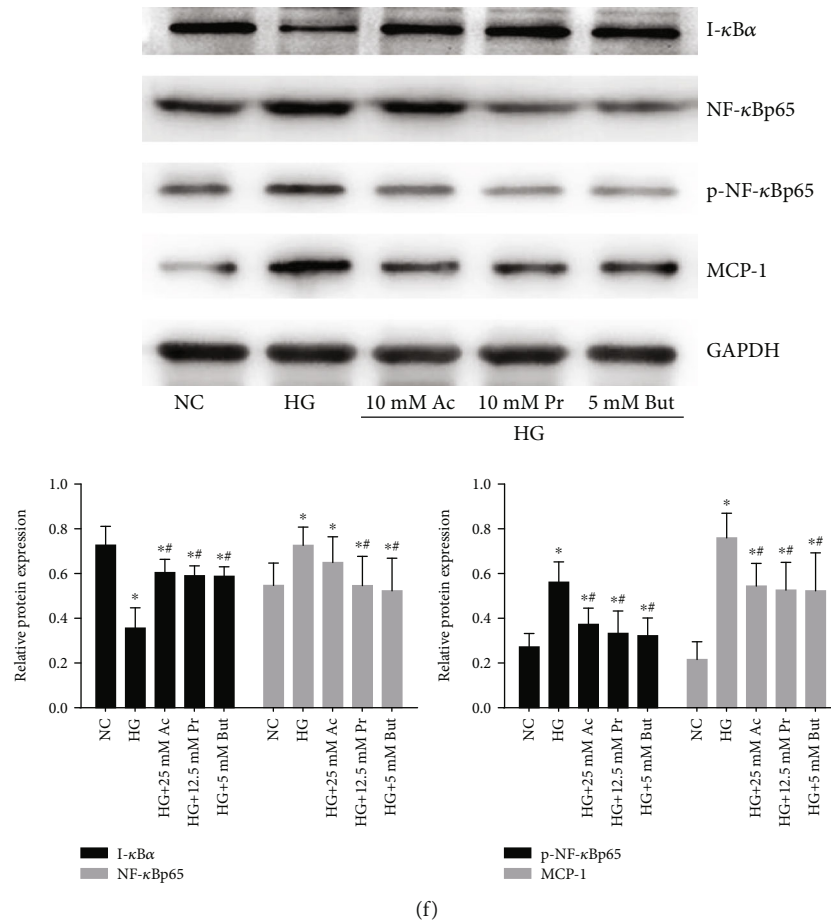 I-κBα
NF-κBp65
p-NF-κBp65
MCP-1
GAPDH
NC HG 10 mM Ac 10 mM Pr 5 mM But
HG
Relative protein expression
1.0
0.8
0.6
0.4
0.2
0.0
*
*#
*#
*#
*
*
*#
*#
NC
HG
HG+25 mM Ac
HG+12.5 mM Pr
HG+5 mM But
NC
HG
HG+25 mM Ac
HG+12.5 mM Pr
HG+5 mM But
I-κBα
NF-κBp65
Relative protein expression
1.0
0.8
0.6
0.4
0.2
0.0
*
*#
*#
*#
*
*#
*#
*#
NC
HG
HG+25 mM Ac
HG+12.5 mM Pr
HG+5 mM But
NC
HG
HG+25 mM Ac
HG+12.5 mM Pr
HG+5 mM But
p-NF-κBp65
MCP-1
(f)